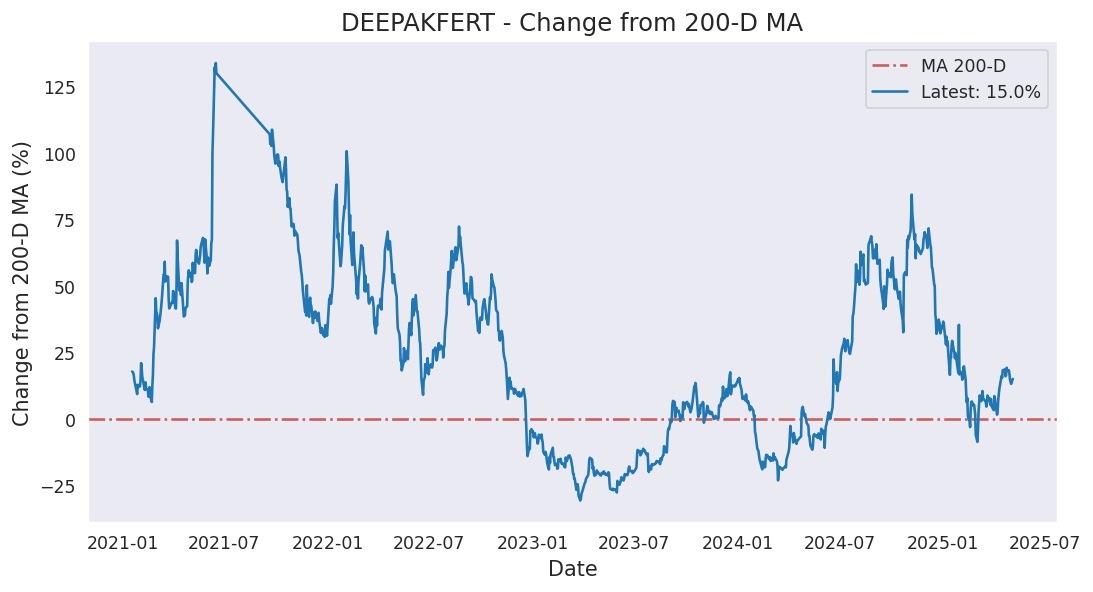 DEEPAKFERT - Change from 200-D MA
MA 200-D
Latest: 15.0%
Change from 200-D MA (%)
125
100
75
50
25
0
−25
2021-01 2021-07 2022-01 2022-07 2023-01 2023-07 2024-01 2024-07 2025-01 2025-07
Date